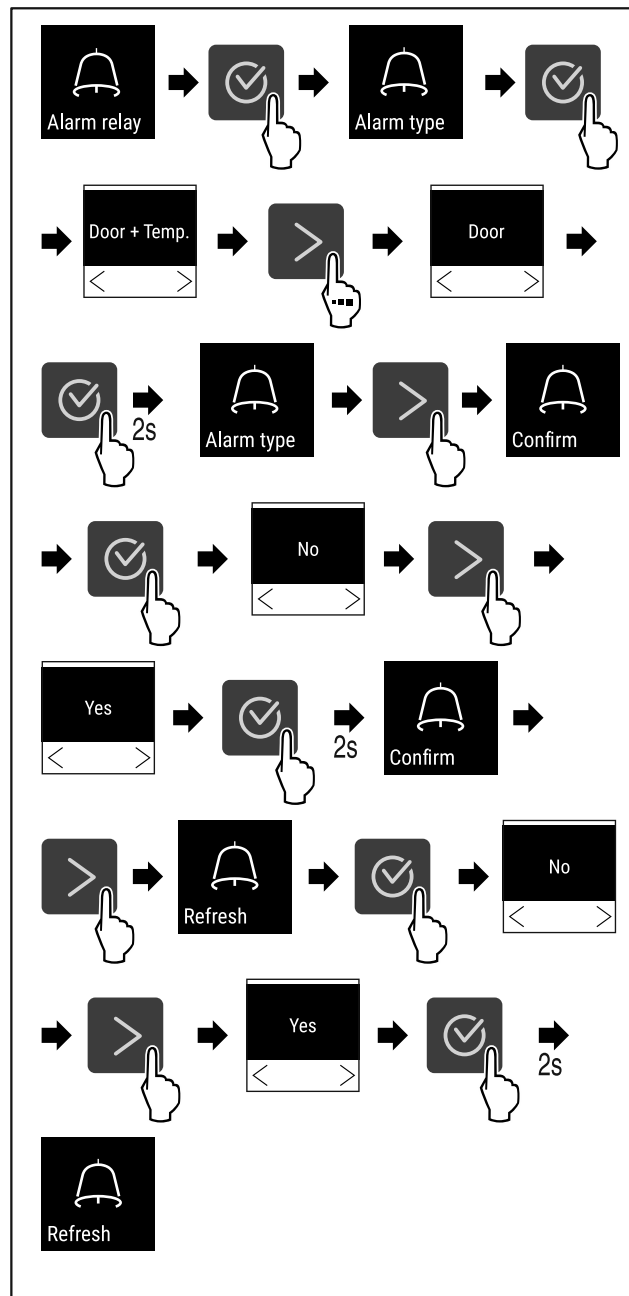 Alarm relay
Alarm type
Door + Temp.
Door
2s
Alarm type
Confirm
No
Yes
2s
Confirm
Refresh
No
Yes
2s
Refresh